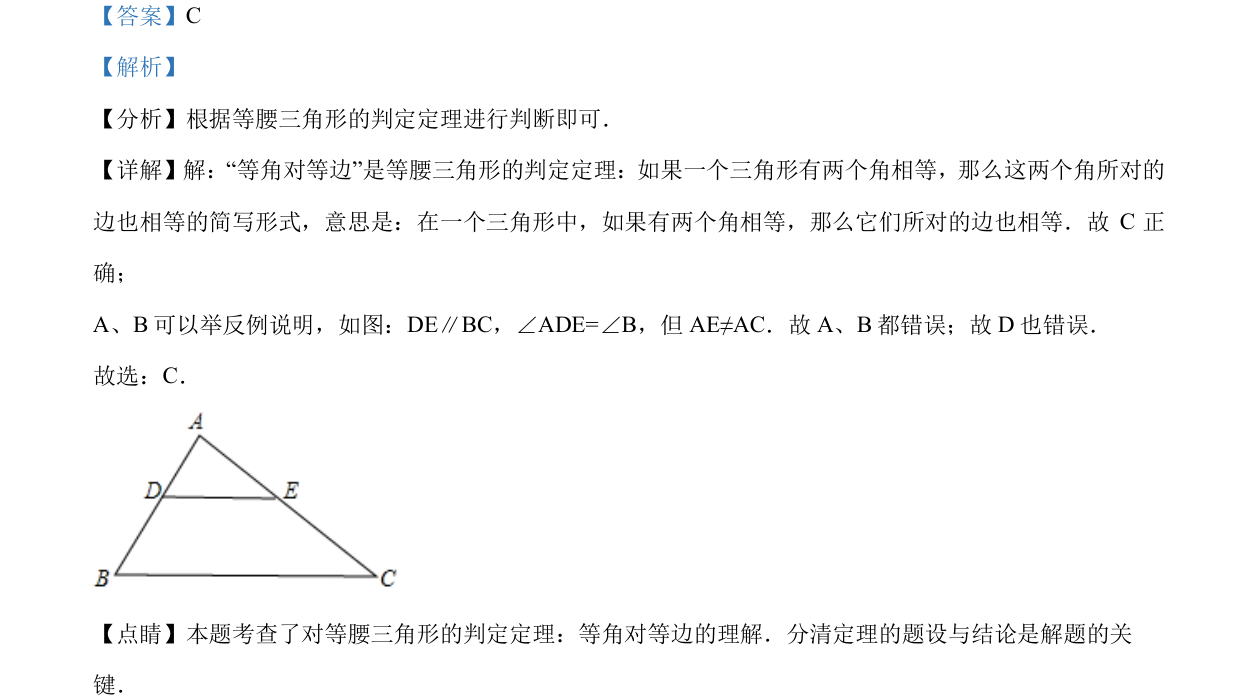 【答案】C
【解析】
【分析】根据等腰三角形的判定定理进行判断即可．
【详解】解：“等角对等边”是等腰三角形的判定定理：如果一个三角形有两个角相等，那么这两个角所对的
边也相等的简写形式，意思是：在一个三角形中，如果有两个角相等，那么它们所对的边也相等．故 C 正
确；
A、B 可以举反例说明，如图：DE∥BC，∠ADE=∠B，但 AE≠AC．故 A、B 都错误；故 D 也错误．
故选：C．
A
D
E
B
C
【点睛】本题考查了对等腰三角形的判定定理：等角对等边的理解．分清定理的题设与结论是解题的关
键．